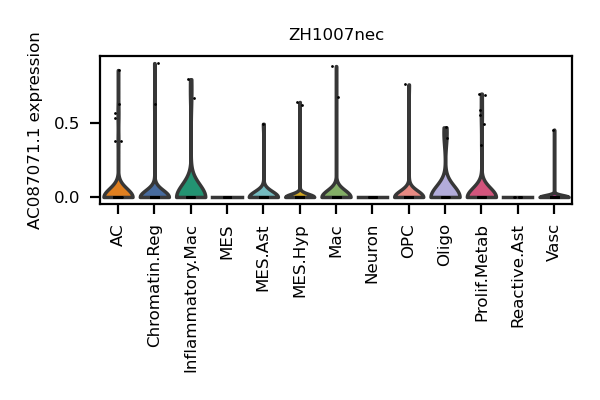 ZH1007nec
AC087071.1 expression
0.5
0.0
AC
Chromatin.Reg
Inflammatory.Mac
MES
MES.Ast
MES.Hyp
Mac
Neuron
OPC
Oligo
Prolif.Metab
Reactive.Ast
Vasc